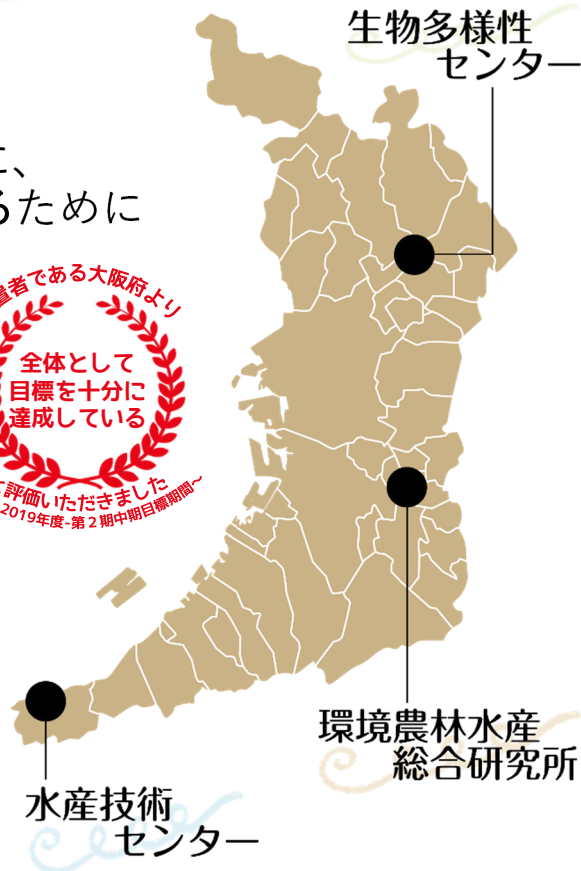 生物多様性
センター
に、
るために
置者である大阪府より
全体として
目標を十分に
達成している
と評価いただきました
2019年度-第2期中期目標期間～
環境農林水産
総合研究所
水産技術
センター